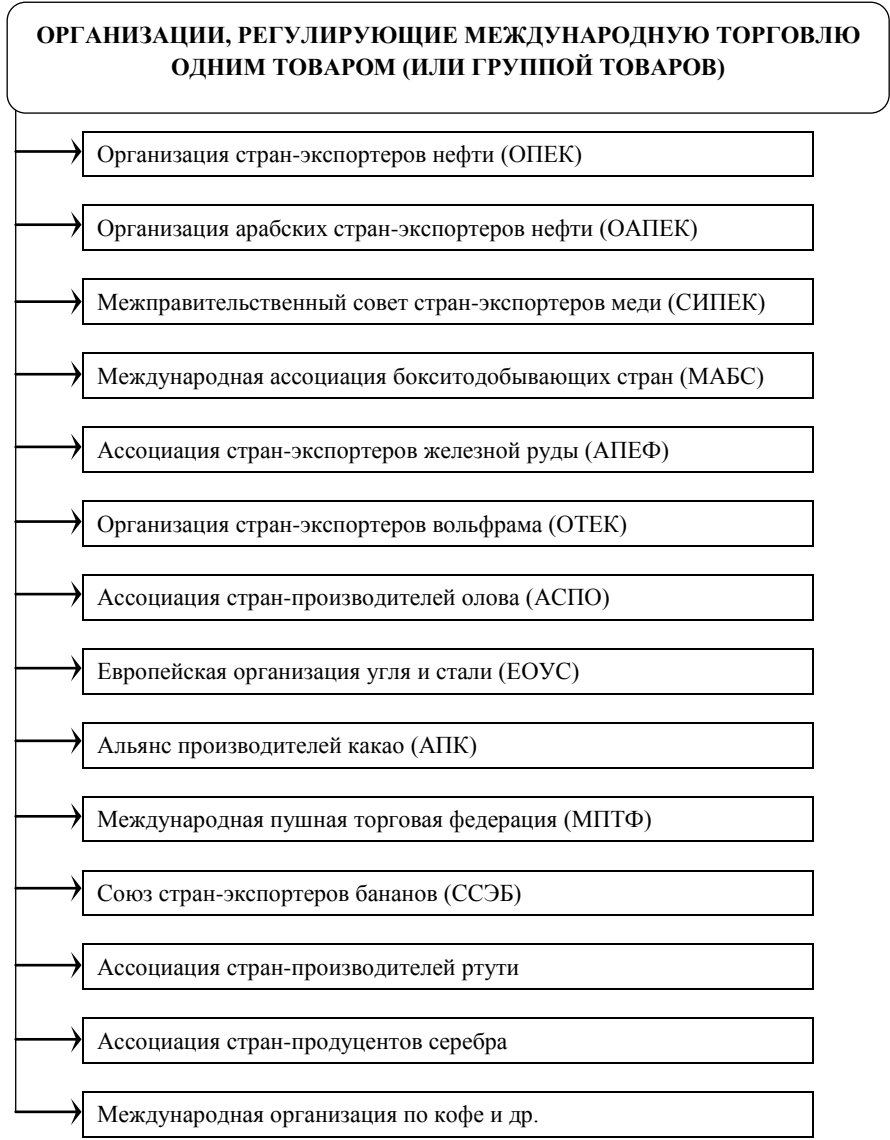 ОРГАНИЗАЦИИ, РЕГУЛИРУЮЩИЕ МЕЖДУНАРОДНУЮ ТОРГОВЛЮ
ОДНИМ ТОВАРОМ (ИЛИ ГРУППОЙ ТОВАРОВ)
Организация стран-экспортеров нефти (ОПЕК)
Организация арабских стран-экспортеров нефти (ОАПЕК)
Межправительственный совет стран-экспортеров меди (СИПЕК)
Международная ассоциация бокситодобывающих стран (МАБС)
Ассоциация стран-экспортеров железной руды (АПЕФ)
Организация стран-экспортеров вольфрама (ОТЕК)
Ассоциация стран-производителей олова (АСПО)
Европейская организация угля и стали (ЕОУС)
Альянс производителей какао (АПК)
Международная пушная торговая федерация (МПТФ)
Союз стран-экспортеров бананов (ССЭБ)
Ассоциация стран-производителей ртути
Ассоциация стран-продуцентов серебра
Международная организация по кофе и др.